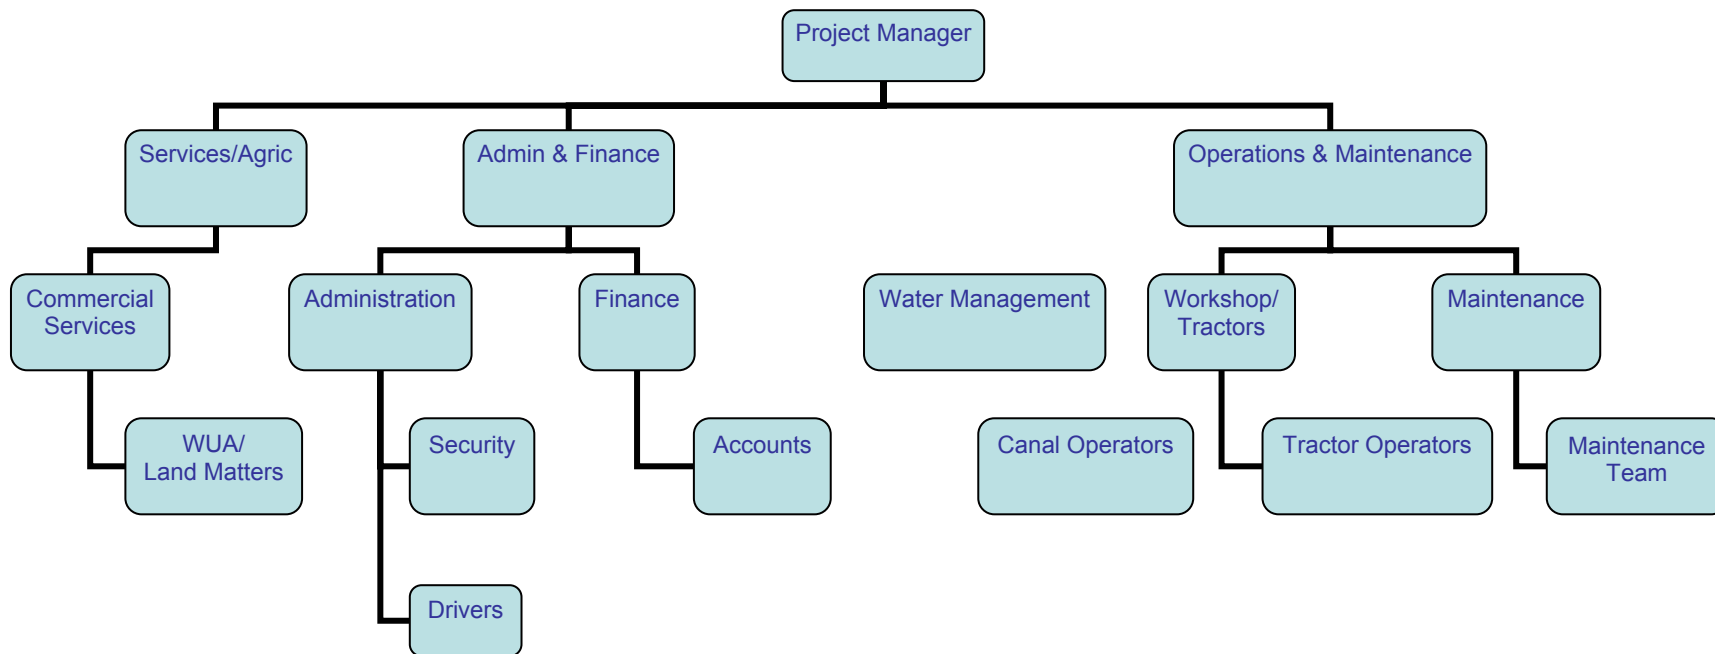 Project Manager
Services/Agric
Admin & Finance
Operations & Maintenance
Commercial
Services
Administration
Finance
Water Management
Workshop/
Tractors
Maintenance
WUA/
Land Matters
Security
Accounts
Canal Operators
Tractor Operators
Maintenance
Team
Drivers